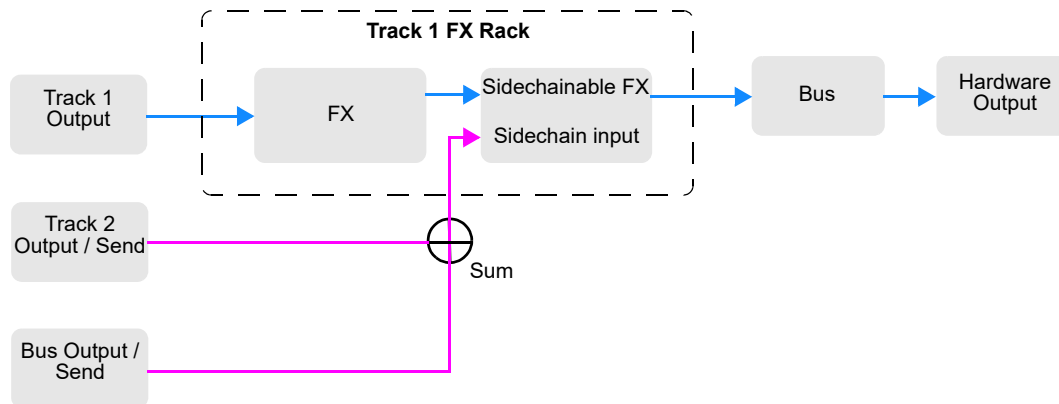 Track 1 FX Rack
Track 1
Output
FX
Sidechainable FX
Sidechain input
Bus
Hardware
Output
Track 2
Output / Send
Sum
Bus Output /
Send